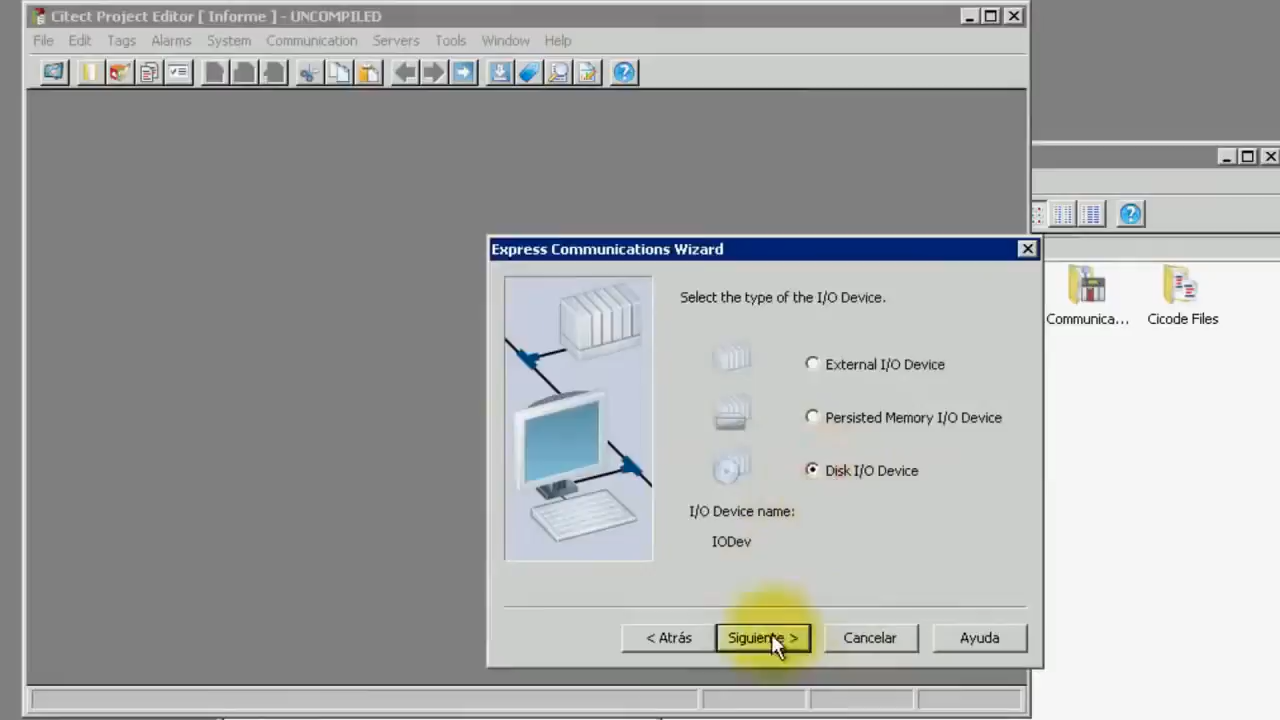 Citect Project Editor [ Informe ] - UNCOMPILED
File Edit Tags Alarms System Communication Servers Tools Window Help
Express Communications Wizard
Select the type of the I/O Device.
External I/O Device
Persisted Memory I/O Device
Disk I/O Device
I/O Device name:
IODev
< Atrás Siguiente > Cancelar Ayuda
Communica... Cicode Files